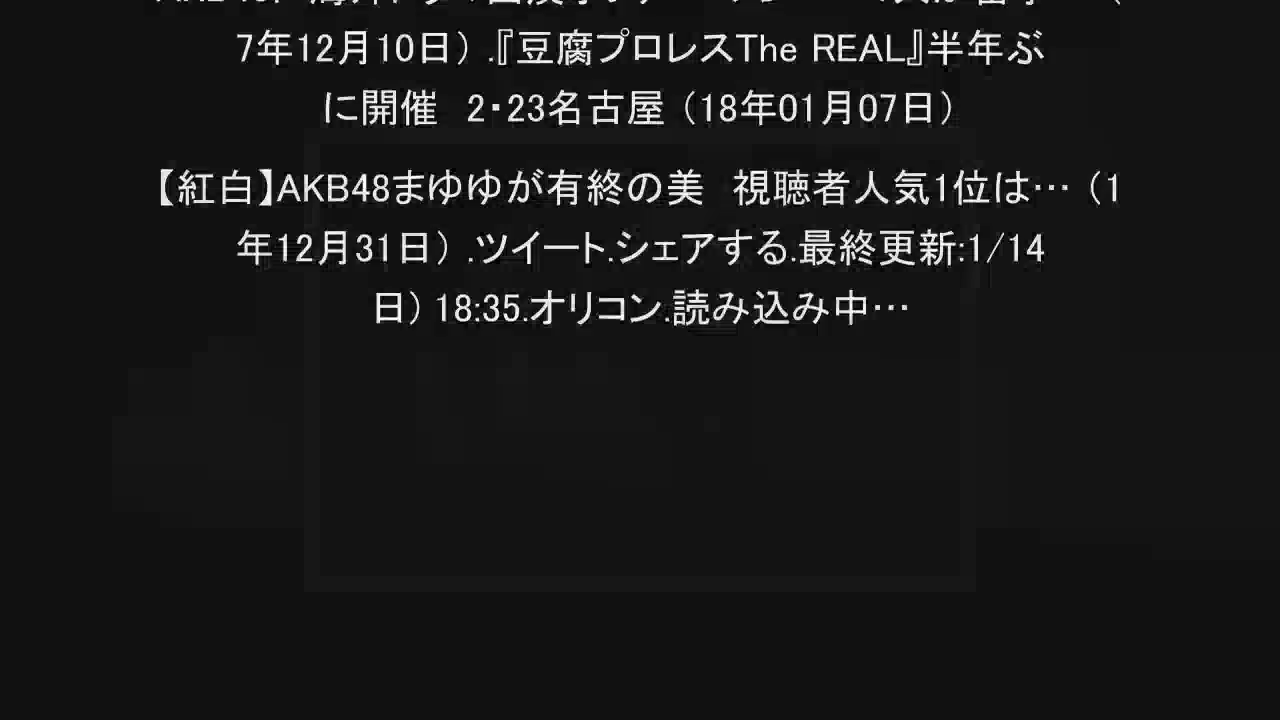 7年12月10日）.『豆腐プロレスThe REAL』半年ぶ
に開催　2・23名古屋（18年01月07日）
【紅白】AKB48まゆゆが有終の美　視聴者人気1位は…（1
年12月31日）.ツイート.シェアする.最終更新:1/14
日) 18:35.オリコン.読み込み中…